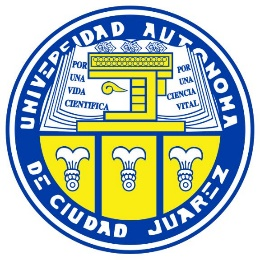 UNIVERSIDAD AUTONOMA
POR
UNA
VIDA
CIENTIFICA
POR
UNA
CIENCIA
VITAL
DE CIUDAD JUAREZ